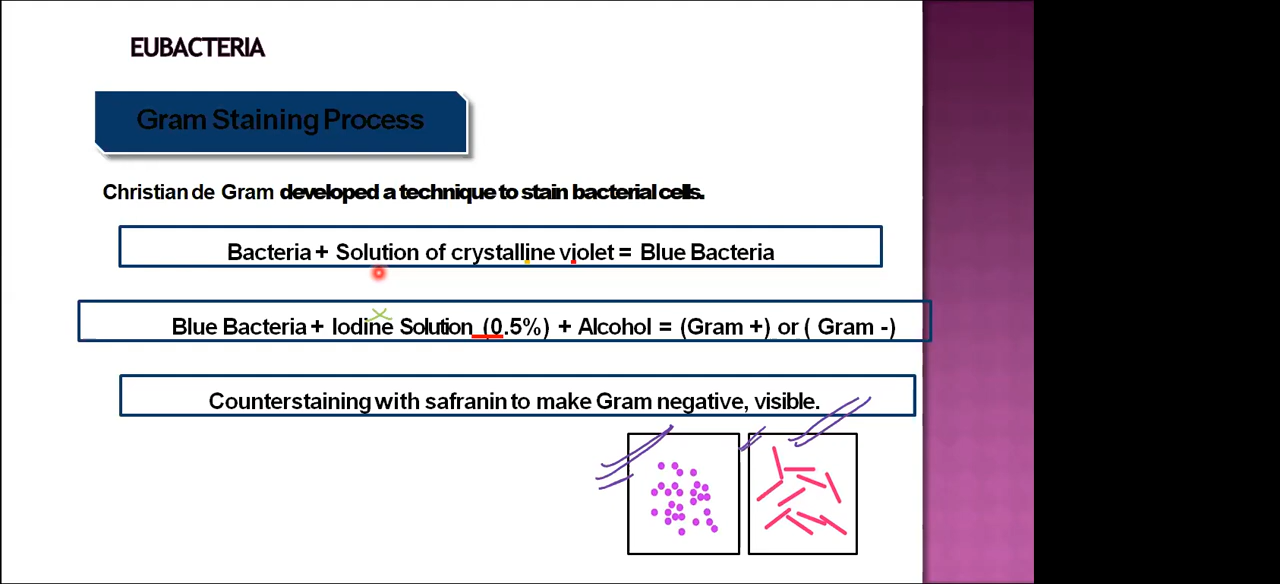 EUBACTERIA
Gram Staining Process
Christian de Gram developed a technique to stain bacterial cells.
Bacteria + Solution of crystalline violet = Blue Bacteria
Blue Bacteria + Iodine Solution (0.5%) + Alcohol = (Gram +) or ( Gram -)
Counterstaining with safranin to make Gram negative, visible.